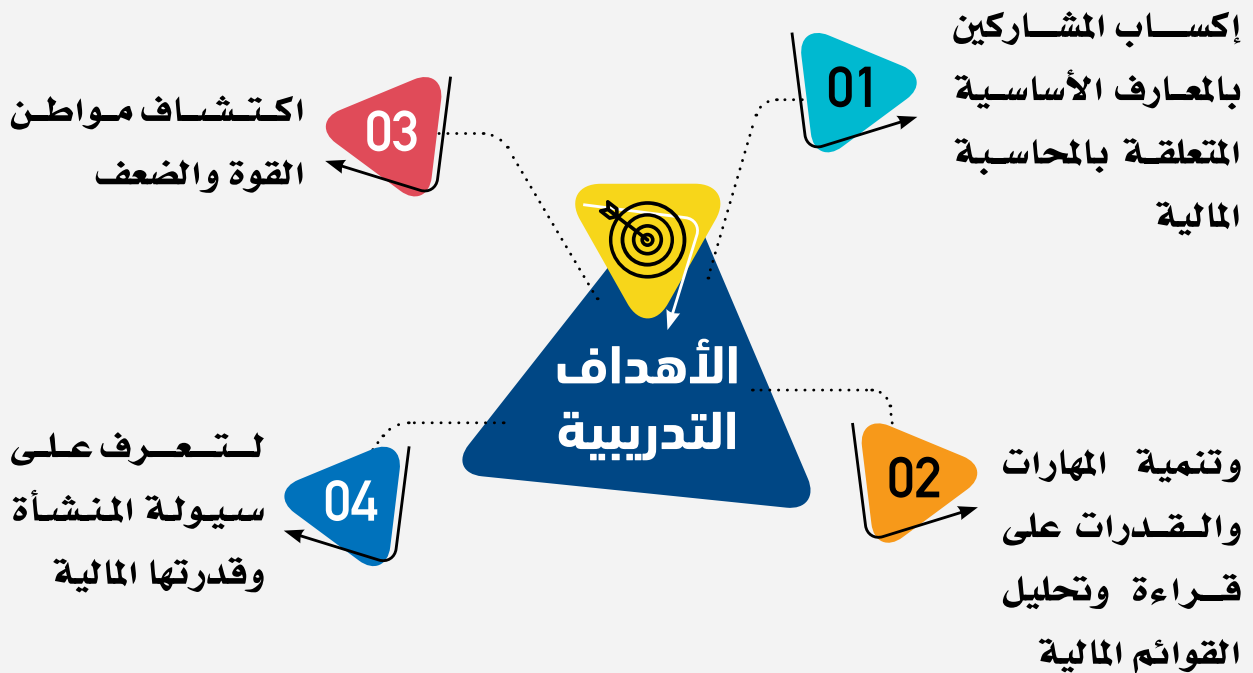 الأهداف
التدريبية
01
إكساب المشاركين
بالمعارف الأساسية
المتعلقة بالمحاسبة
المالية
02
وتنمية المهارات
والقدرات على
قراءة وتحليل
القوائم المالية
03
اكتشاف مواطن
القوة والضعف
04
لتعرف على
سيولة المنشأة
وقدرتها المالية